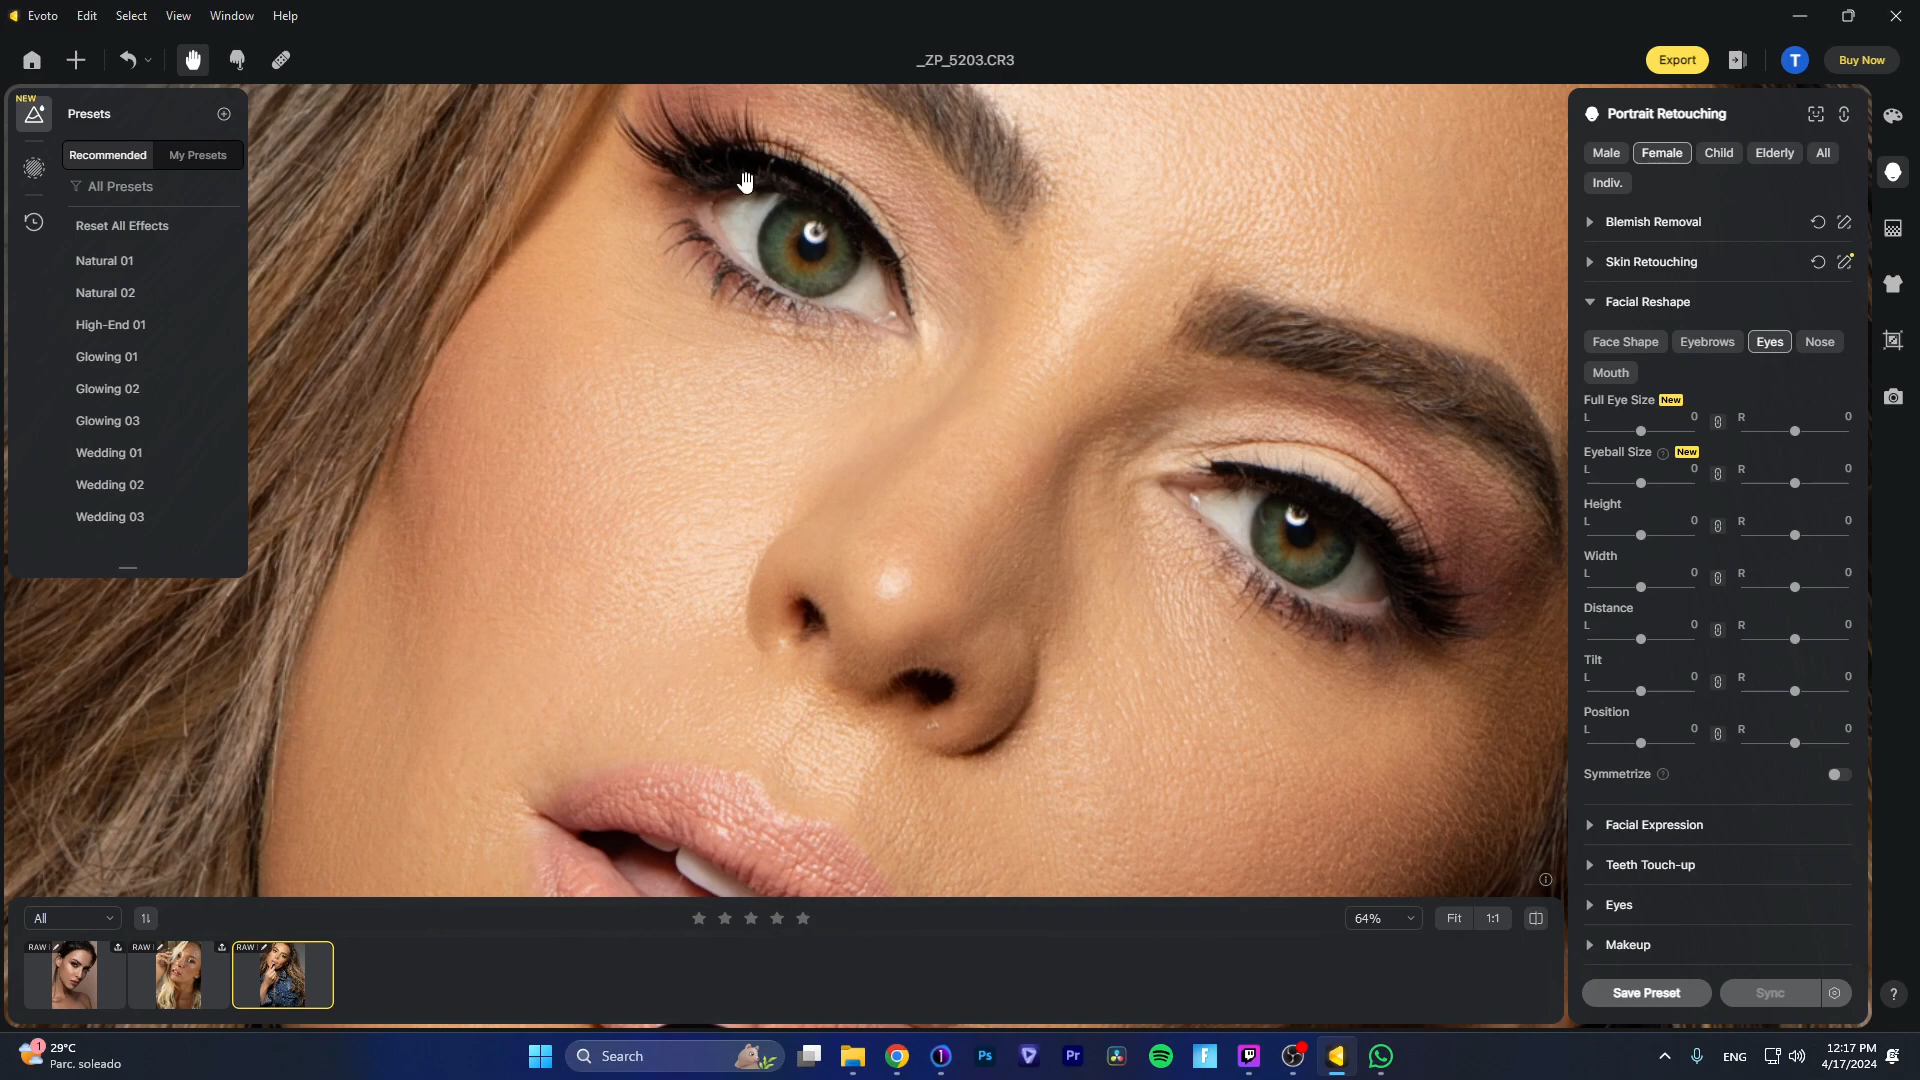 Evoto Edit Select View Window Help
_ZP_5203.CR3
Export
T
Buy Now
NEW
Presets
Recommended My Presets
All Presets
Reset All Effects
Natural 01
Natural 02
High-End 01
Glowing 01
Glowing 02
Glowing 03
Wedding 01
Wedding 02
Wedding 03
Portrait Retouching
Male Female Child Elderly All
Indiv.
Blemish Removal
Skin Retouching
Facial Reshape
Face Shape Eyebrows Eyes Nose
Mouth
Full Eye Size New
L 0 R 0
Eyeball Size ? New
L 0 R 0
Height
L 0 R 0
Width
L 0 R 0
Distance
L 0 R 0
Tilt
L 0 R 0
Position
L 0 R 0
Symmetrize ?
Facial Expression
Teeth Touch-up
Eyes
Makeup
Save Preset Sync
?
All
64% Fit 1:1
RAW RAW RAW
1
29°C
Parc. soleado
Search
Ps
Pr
ENG
12:17 PM
4/17/2024